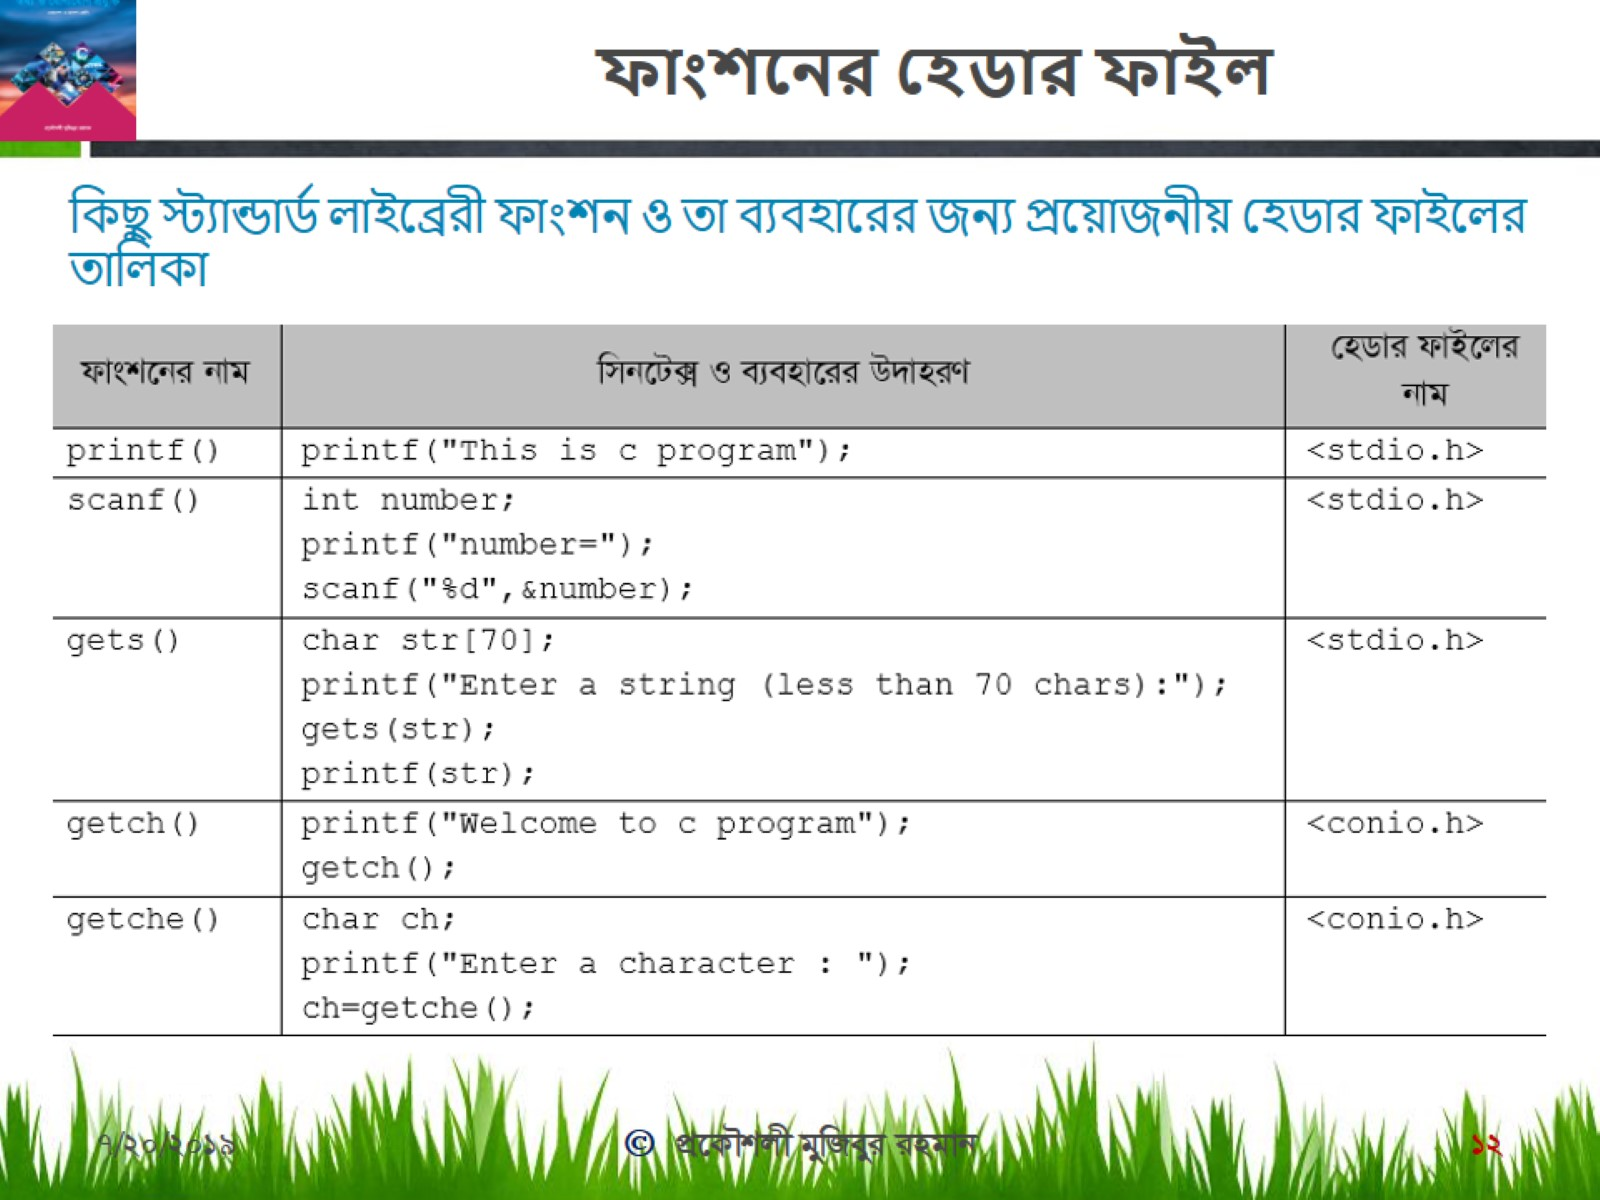 ফাংশনের হেডার ফাইল
কিছু স্ট্যান্ডার্ড লাইব্রেরী ফাংশন ও তা ব্যবহারের জন্য প্রয়োজনীয় হেডার ফাইলের
তালিকা
ফাংশনের নাম সিনটেক্স ও ব্যবহারের উদাহরণ হেডার ফাইলের
নাম
printf() printf("This is c program"); <stdio.h>
scanf() int number; <stdio.h>
printf("number=");
scanf("%d",&number);
gets() char str[70]; <stdio.h>
printf("Enter a string (less than 70 chars):");
gets(str);
printf(str);
getch() printf("Welcome to c program"); <conio.h>
getch();
getche() char ch; <conio.h>
printf("Enter a character : ");
ch=getche();
৭/২০/২০১৯ © প্রকৌশলী মুজিবুর রহমান ১২